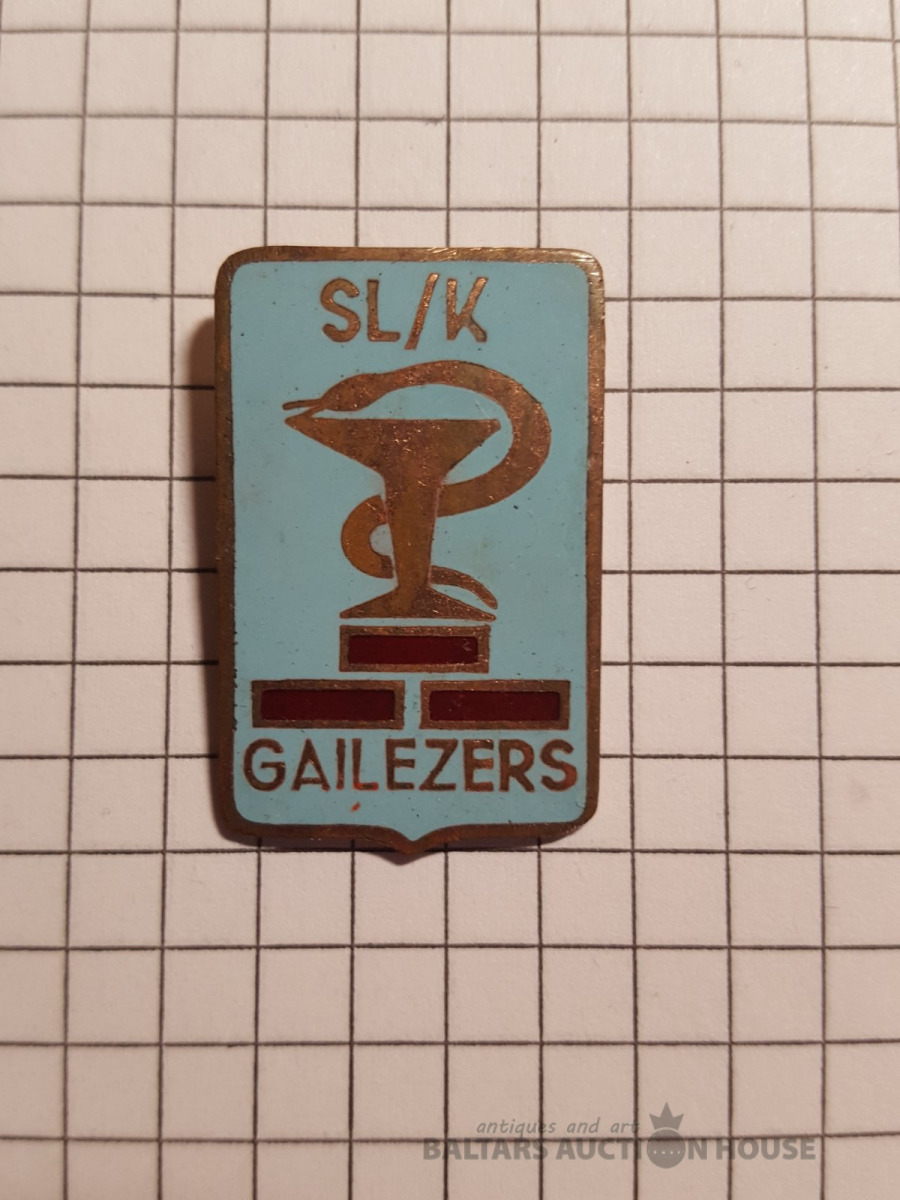 SL/K
GAILEZERS
antiques and art
BALTARS AUCTION HOUSE